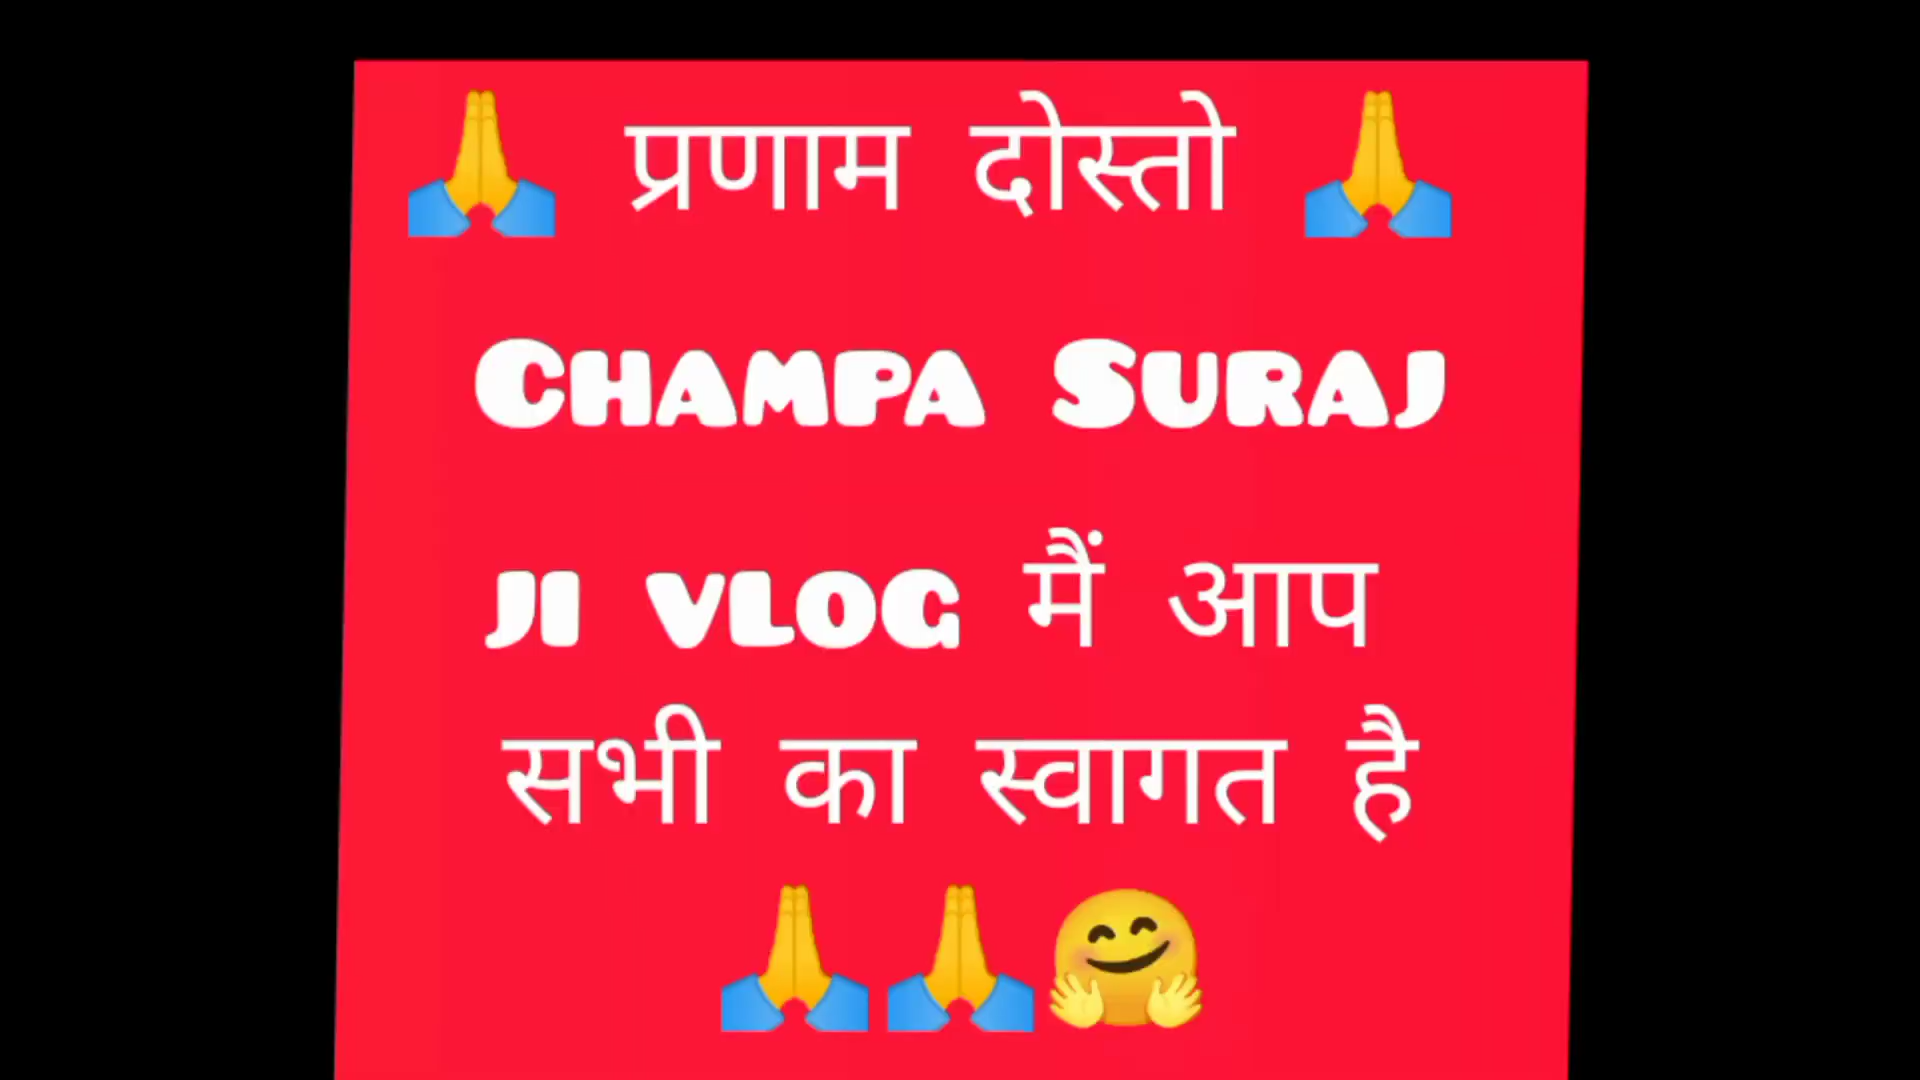 🙏 प्रणाम दोस्तो 🙏
Champa Suraj
ji vlog मैं आप
सभी का स्वागत है
🙏🙏🤗